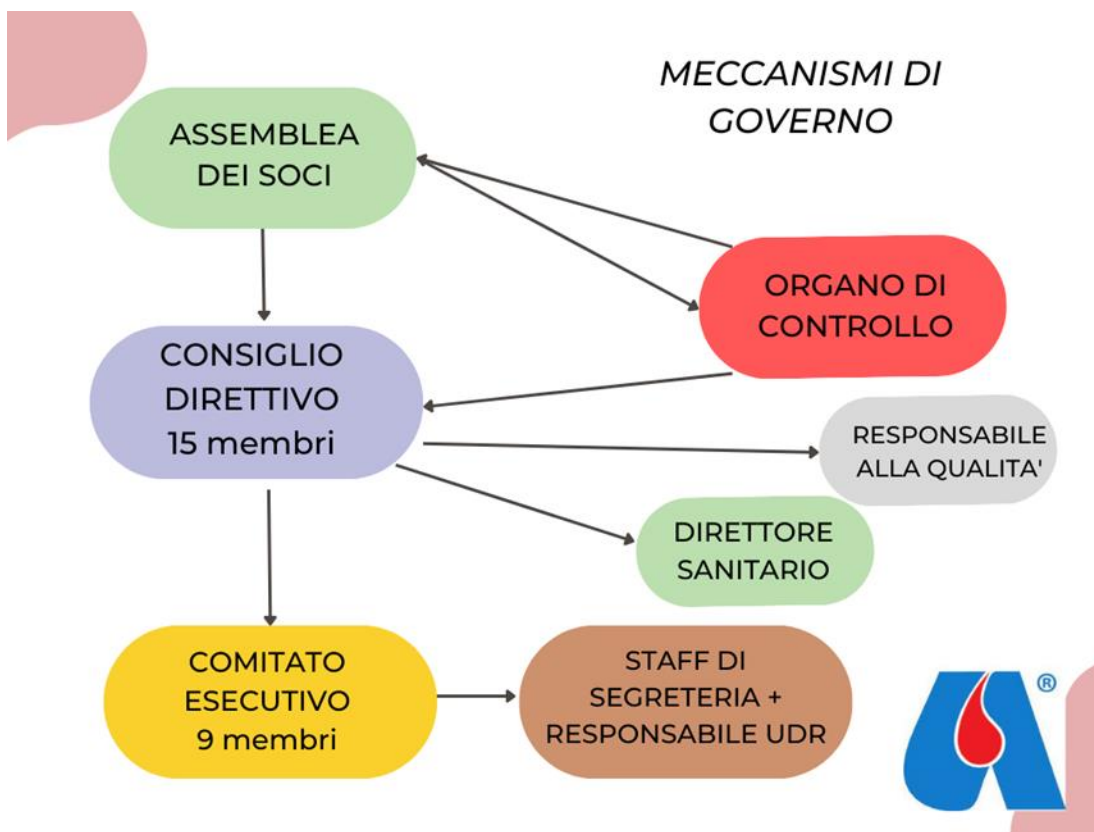 MECCANISMI DI
GOVERNO
ASSEMBLEA
DEI SOCI
ORGANO DI
CONTROLLO
CONSIGLIO
DIRETTIVO
15 membri
RESPONSABILE
ALLA QUALITA'
DIRETTORE
SANITARIO
COMITATO
ESECUTIVO
9 membri
STAFF DI
SEGRETERIA +
RESPONSABILE UDR
®